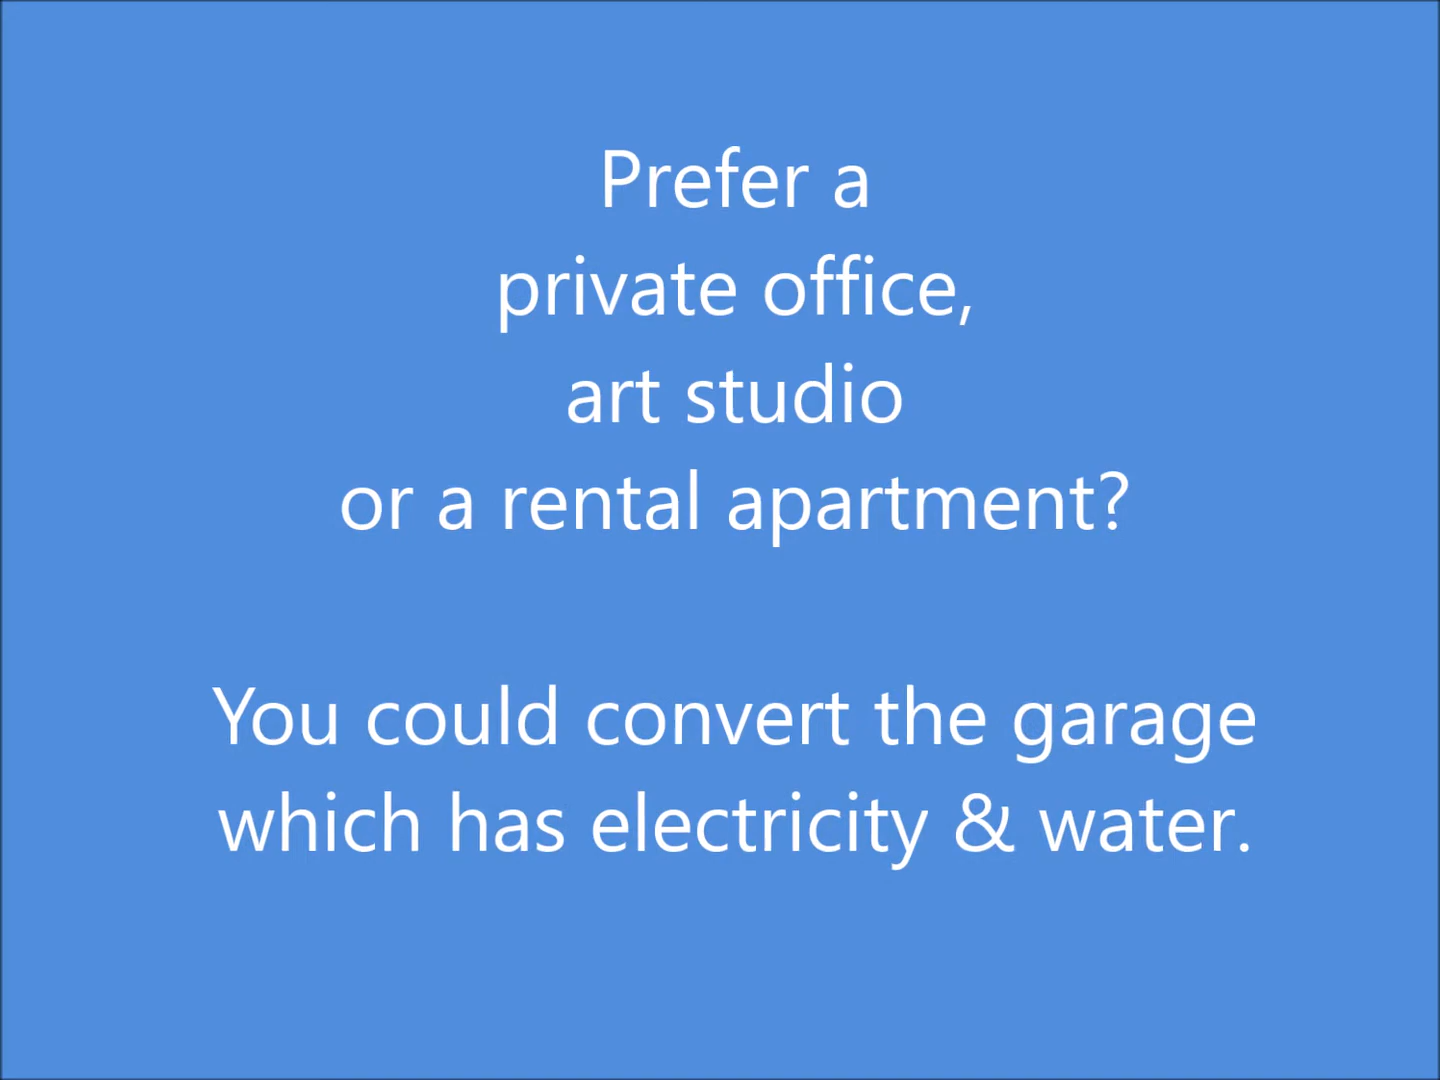 Prefer a
private office,
art studio
or a rental apartment?
You could convert the garage
which has electricity & water.